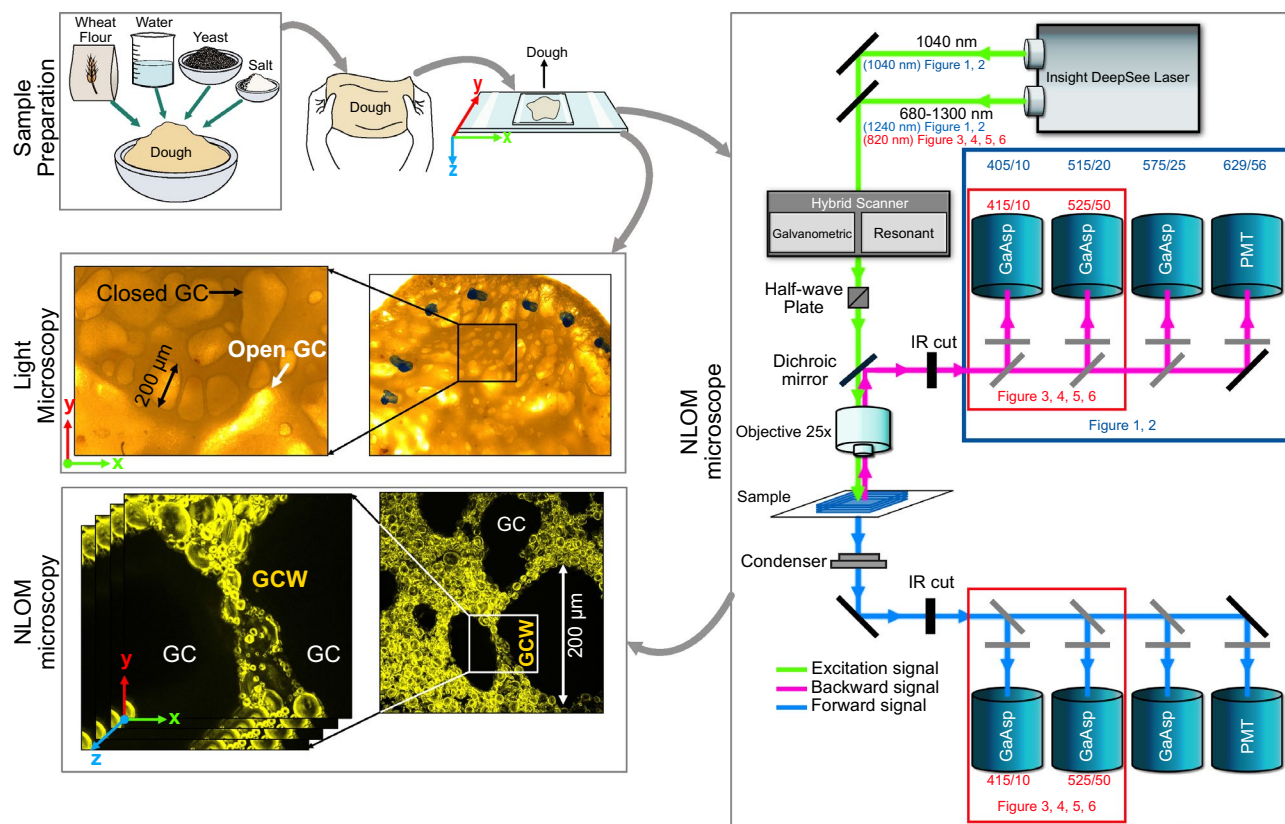 Sample
Preparation
Wheat
Flour
Water
Yeast
Salt
Dough
Dough
Dough
y
x
z
Light
Microscopy
Closed GC
Open GC
200 µm
y
x
NLOM
microscopy
GCW
GC
GC
y
x
z
GC
GCW
200 µm
NLOM
microscope
1040 nm
(1040 nm) Figure 1, 2
680-1300 nm
(1240 nm) Figure 1, 2
(820 nm) Figure 3, 4, 5, 6
Insight DeepSee Laser
Hybrid Scanner
Galvanometric
Resonant
Half-wave
Plate
Dichroic
mirror
IR cut
Objective 25x
Sample
Condenser
IR cut
405/10
515/20
575/25
629/56
415/10
525/50
GaAsp
GaAsp
GaAsp
PMT
Figure 3, 4, 5, 6
Figure 1, 2
Excitation signal
Backward signal
Forward signal
GaAsp
GaAsp
GaAsp
PMT
415/10
525/50
Figure 3, 4, 5, 6